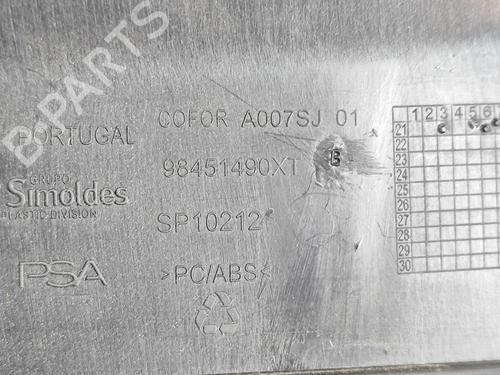 B-PARTS
PORTUGAL
COFOR A007SJ 01
98451490XT
GRUPO
Simoldes
PLASTIC DIVISION
SP10212
PSA
>PC/ABS<
1 2 3 4 5 6
21
22
23
24
25
26
27
28
29
30